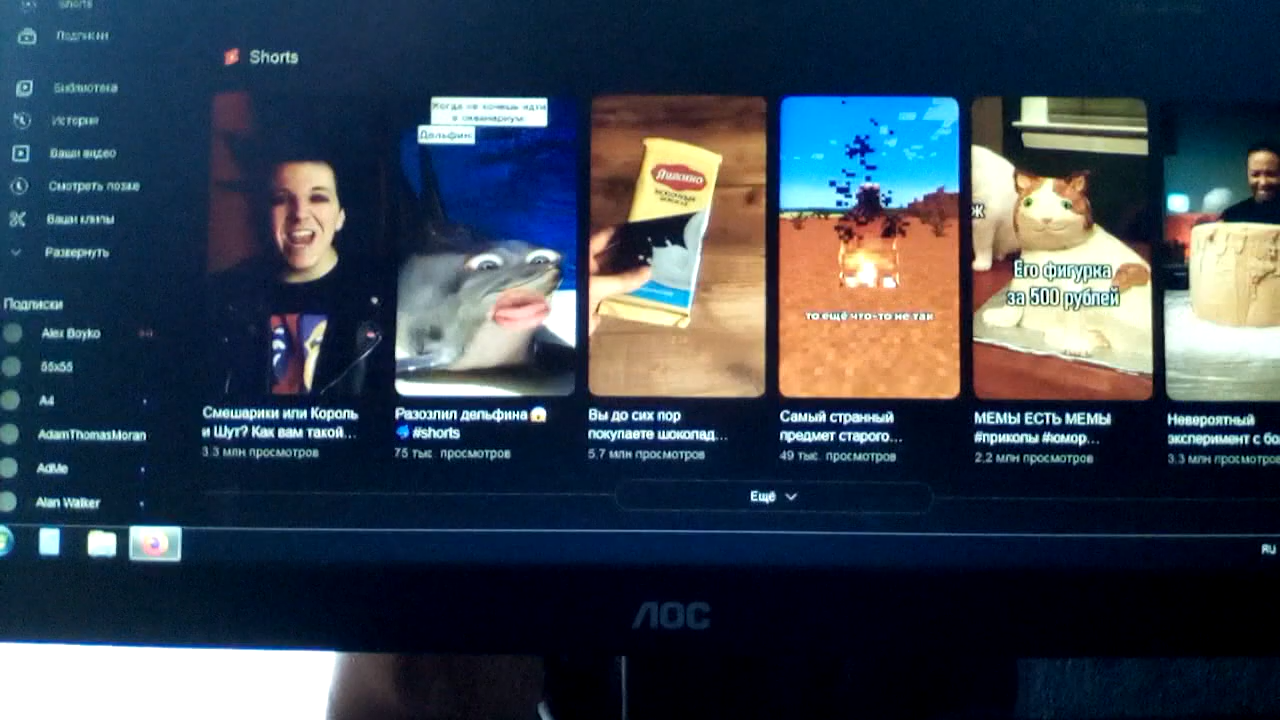 Shorts
Подписки
Библиотека
История
Ваши видео
Смотреть позже
Ваши клипы
Развернуть
Подписки
Alex Boyko
55x55
A4
AdamThomasMoran
AdMe
Alan Walker
Shorts
Когда не хочешь идти
в океанариум
Дельфин:
Яшкино
то ещё что-то не так
Ж
Его фигурка
за 500 рублей
Смешарики или Король
и Шут? Как вам такой...
3.3 млн просмотров
Разозлил дельфина 😱
#shorts
75 тыс. просмотров
Вы до сих пор
покупаете шоколад...
5.7 млн просмотров
Самый странный
предмет старого...
49 тыс. просмотров
МЕМЫ ЕСТЬ МЕМЫ
#приколы #юмор...
2.2 млн просмотров
Невероятный
эксперимент с бо
3.3 млн просмотров
Ещё
RU
AOC